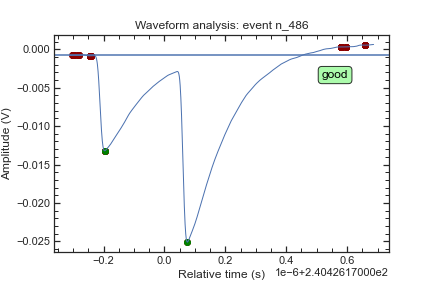 Waveform analysis: event n_486
Amplitude (V)
0.000
−0.005
−0.010
−0.015
−0.020
−0.025
good
−0.2
0.0
0.2
0.4
0.6
Relative time (s)
1e−6+2.4042617000e2